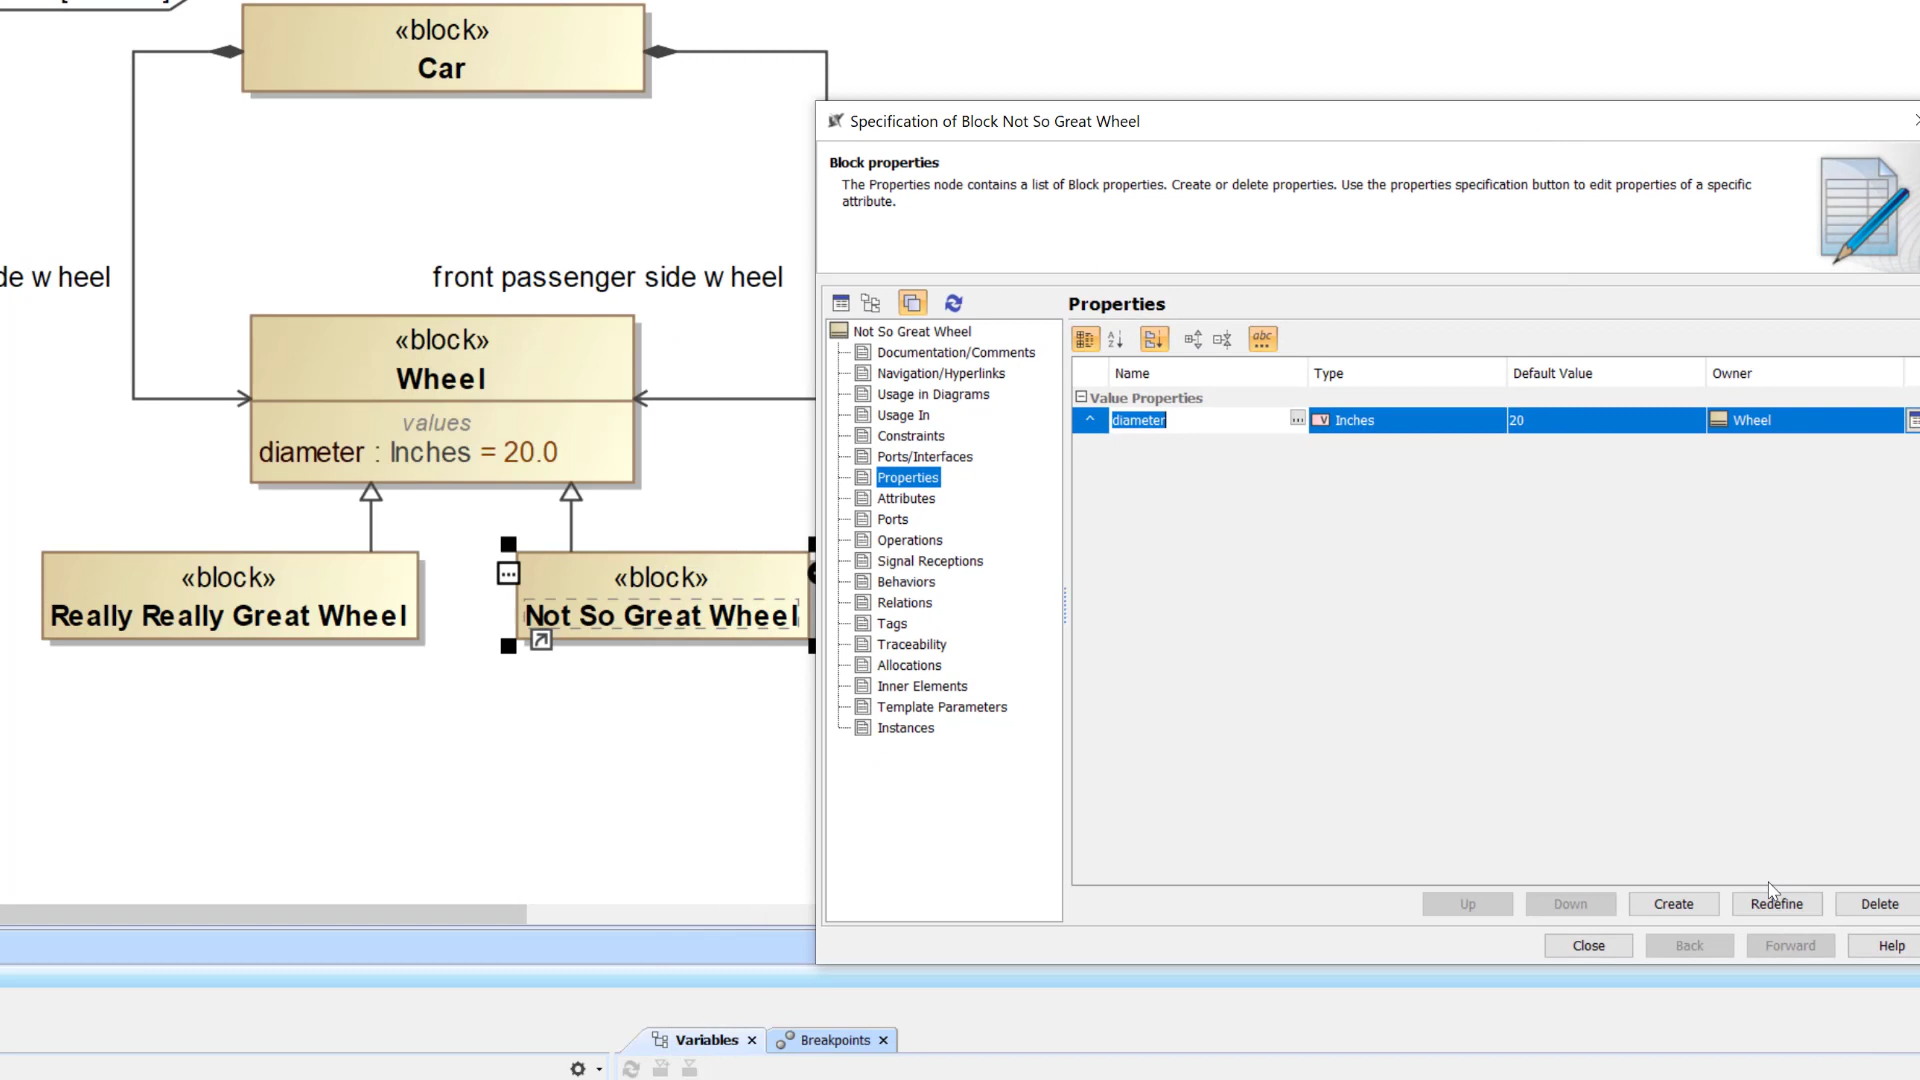 «block»
Car
de wheel
front passenger side wheel
«block»
Wheel
values
diameter : Inches = 20.0
«block»
Really Really Great Wheel
«block»
Not So Great Wheel
Specification of Block Not So Great Wheel
Block properties
The Properties node contains a list of Block properties. Create or delete properties. Use the properties specification button to edit properties of a specific
attribute.
Not So Great Wheel
Documentation/Comments
Navigation/Hyperlinks
Usage in Diagrams
Usage In
Constraints
Ports/Interfaces
Properties
Attributes
Ports
Operations
Signal Receptions
Behaviors
Relations
Tags
Traceability
Allocations
Inner Elements
Template Parameters
Instances
Properties
abc
Name Type Default Value Owner
Value Properties
diameter ... V Inches 20 Wheel
Up Down Create Redefine Delete
Close Back Forward Help
Variables Breakpoints